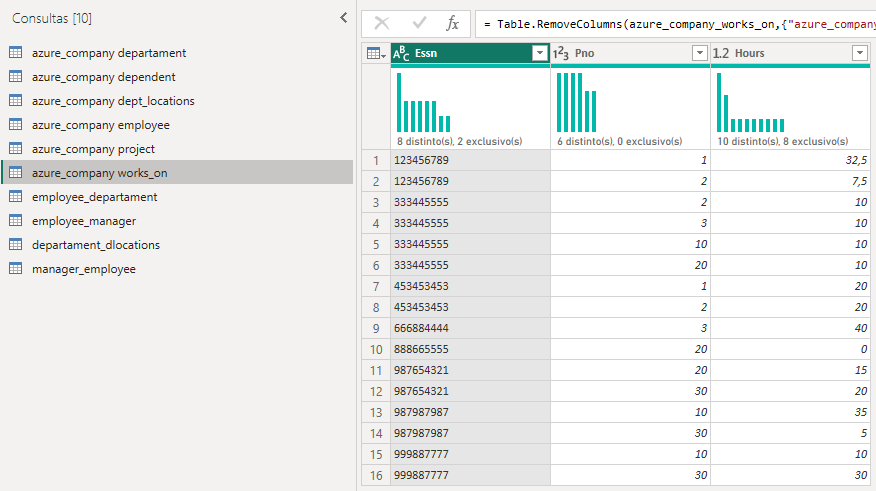 Consultas [10]
azure_company departament
azure_company dependent
azure_company dept_locations
azure_company employee
azure_company project
azure_company works_on
employee_departament
employee_manager
departament_dlocations
manager_employee
fx = Table.RemoveColumns(azure_company_works_on,{"azure_company
ABC Essn 123 Pno 1.2 Hours
8 distinto(s), 2 exclusivo(s) 6 distinto(s), 0 exclusivo(s) 10 distinto(s), 8 exclusivo(s)
1 123456789 1 32,5
2 123456789 2 7,5
3 333445555 2 10
4 333445555 3 10
5 333445555 10 10
6 333445555 20 10
7 453453453 1 20
8 453453453 2 20
9 666884444 3 40
10 888665555 20 0
11 987654321 20 15
12 987654321 30 20
13 987987987 10 35
14 987987987 30 5
15 999887777 10 10
16 999887777 30 30